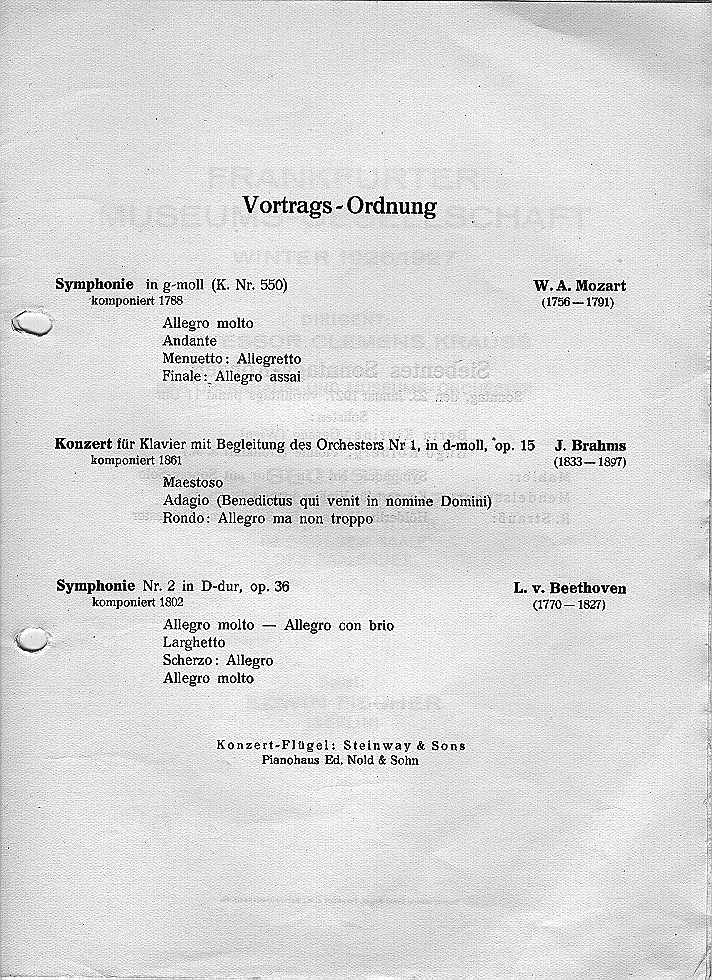 Vortrags-Ordnung
Symphonie in g-moll (K. Nr. 550) W. A. Mozart
komponiert 1788 (1756—1791)
Allegro molto
Andante
Menuetto: Allegretto
Finale: Allegro assai
Konzert für Klavier mit Begleitung des Orchesters Nr 1, in d-moll, op. 15 J. Brahms
komponiert 1861 (1833—1897)
Maestoso
Adagio (Benedictus qui venit in nomine Domini)
Rondo: Allegro ma non troppo
Symphonie Nr. 2 in D-dur, op. 36 L. v. Beethoven
komponiert 1802 (1770—1827)
Allegro molto — Allegro con brio
Larghetto
Scherzo: Allegro
Allegro molto
Konzert-Flügel: Steinway & Sons
Pianohaus Ed. Nold & Sohn